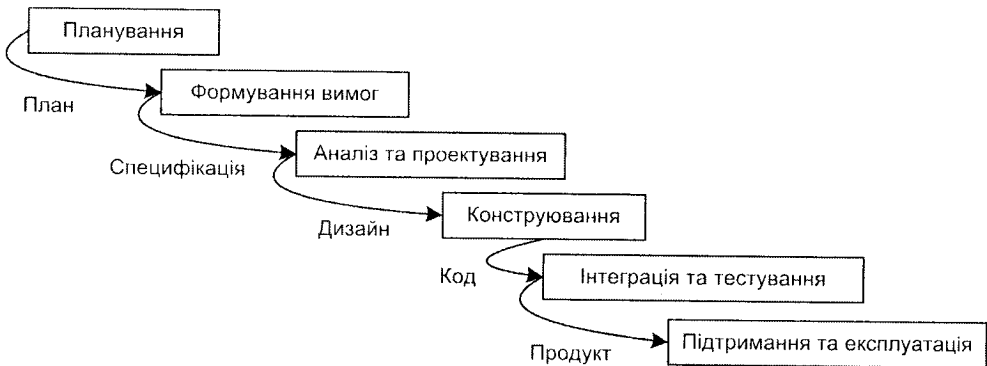 Планування
План
Формування вимог
Специфікація
Аналіз та проектування
Дизайн
Конструювання
Код
Інтеграція та тестування
Продукт
Підтримання та експлуатація